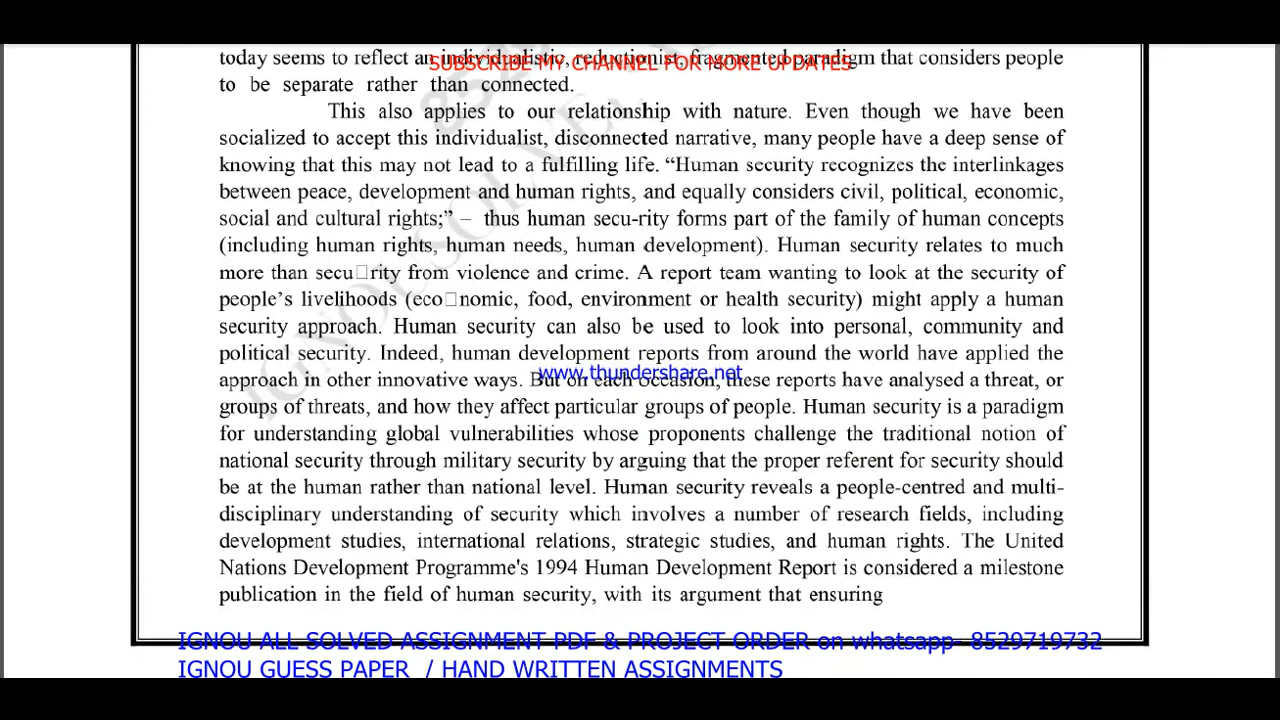 today seems to reflect an individualistic, reductionist, fragmented paradigm that considers people
SUBSCRIBE MY CHANNEL FOR MORE UPDATES
to be separate rather than connected.
This also applies to our relationship with nature. Even though we have been
socialized to accept this individualist, disconnected narrative, many people have a deep sense of
knowing that this may not lead to a fulfilling life. “Human security recognizes the interlinkages
between peace, development and human rights, and equally considers civil, political, economic,
social and cultural rights;” – thus human secu-rity forms part of the family of human concepts
(including human rights, human needs, human development). Human security relates to much
more than secu□rity from violence and crime. A report team wanting to look at the security of
people’s livelihoods (eco□nomic, food, environment or health security) might apply a human
security approach. Human security can also be used to look into personal, community and
political security. Indeed, human development reports from around the world have applied the
www.thundershare.net
approach in other innovative ways. But on each occasion, these reports have analysed a threat, or
groups of threats, and how they affect particular groups of people. Human security is a paradigm
for understanding global vulnerabilities whose proponents challenge the traditional notion of
national security through military security by arguing that the proper referent for security should
be at the human rather than national level. Human security reveals a people-centred and multi-
disciplinary understanding of security which involves a number of research fields, including
development studies, international relations, strategic studies, and human rights. The United
Nations Development Programme's 1994 Human Development Report is considered a milestone
publication in the field of human security, with its argument that ensuring
IGNOU ALL SOLVED ASSIGNMENT PDF & PROJECT ORDER on whatsapp- 8529719732
IGNOU GUESS PAPER / HAND WRITTEN ASSIGNMENTS